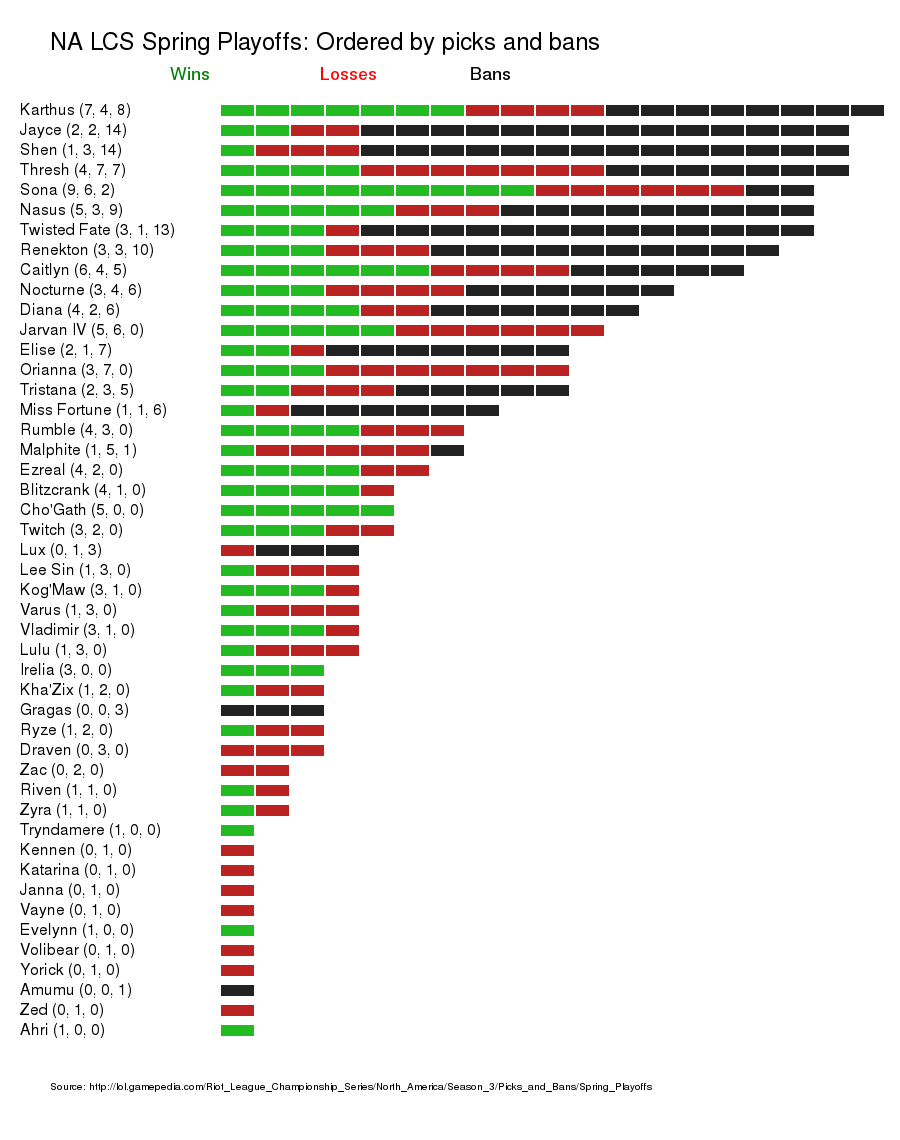 NA LCS Spring Playoffs: Ordered by picks and bans
Wins Losses Bans
Karthus (7, 4, 8)
Jayce (2, 2, 14)
Shen (1, 3, 14)
Thresh (4, 7, 7)
Sona (9, 6, 2)
Nasus (5, 3, 9)
Twisted Fate (3, 1, 13)
Renekton (3, 3, 10)
Caitlyn (6, 4, 5)
Nocturne (3, 4, 6)
Diana (4, 2, 6)
Jarvan IV (5, 6, 0)
Elise (2, 1, 7)
Orianna (3, 7, 0)
Tristana (2, 3, 5)
Miss Fortune (1, 1, 6)
Rumble (4, 3, 0)
Malphite (1, 5, 1)
Ezreal (4, 2, 0)
Blitzcrank (4, 1, 0)
Cho'Gath (5, 0, 0)
Twitch (3, 2, 0)
Lux (0, 1, 3)
Lee Sin (1, 3, 0)
Kog'Maw (3, 1, 0)
Varus (1, 3, 0)
Vladimir (3, 1, 0)
Lulu (1, 3, 0)
Irelia (3, 0, 0)
Kha'Zix (1, 2, 0)
Gragas (0, 0, 3)
Ryze (1, 2, 0)
Draven (0, 3, 0)
Zac (0, 2, 0)
Riven (1, 1, 0)
Zyra (1, 1, 0)
Tryndamere (1, 0, 0)
Kennen (0, 1, 0)
Katarina (0, 1, 0)
Janna (0, 1, 0)
Vayne (0, 1, 0)
Evelynn (1, 0, 0)
Volibear (0, 1, 0)
Yorick (0, 1, 0)
Amumu (0, 0, 1)
Zed (0, 1, 0)
Ahri (1, 0, 0)
Source: http://lol.gamepedia.com/Riot_League_Championship_Series/North_America/Season_3/Picks_and_Bans/Spring_Playoffs